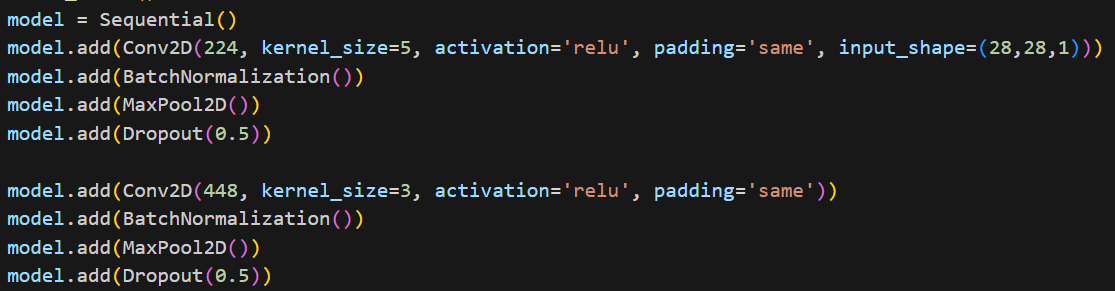 model = Sequential()
model.add(Conv2D(224, kernel_size=5, activation='relu', padding='same', input_shape=(28,28,1)))
model.add(BatchNormalization())
model.add(MaxPool2D())
model.add(Dropout(0.5))

model.add(Conv2D(448, kernel_size=3, activation='relu', padding='same'))
model.add(BatchNormalization())
model.add(MaxPool2D())
model.add(Dropout(0.5))